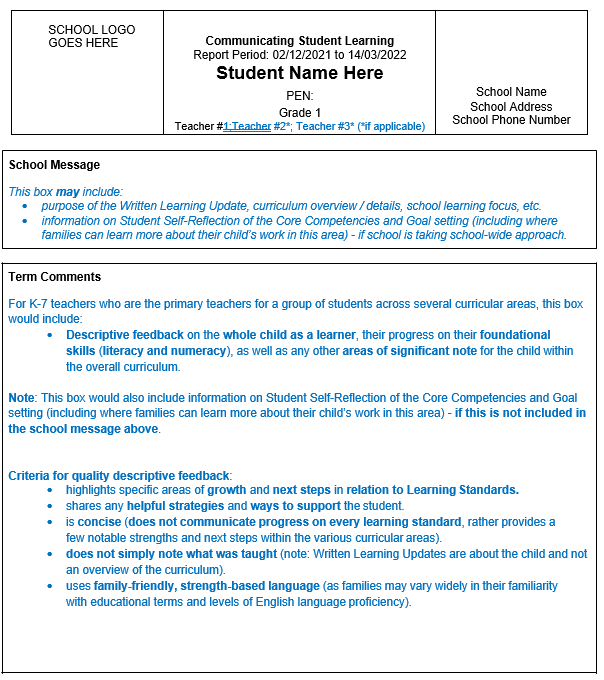 SCHOOL LOGO
GOES HERE
Communicating Student Learning
Report Period: 02/12/2021 to 14/03/2022
Student Name Here
PEN:
Grade 1
Teacher #1;Teacher #2*; Teacher #3* (*if applicable)
School Name
School Address
School Phone Number
School Message
This box may include:
• purpose of the Written Learning Update, curriculum overview / details, school learning focus, etc.
• information on Student Self-Reflection of the Core Competencies and Goal setting (including where
families can learn more about their child's work in this area) - if school is taking school-wide approach.
Term Comments
For K-7 teachers who are the primary teachers for a group of students across several curricular areas, this box
would include:
• Descriptive feedback on the whole child as a learner, their progress on their foundational
skills (literacy and numeracy), as well as any other areas of significant note for the child within
the overall curriculum.
Note: This box would also include information on Student Self-Reflection of the Core Competencies and Goal
setting (including where families can learn more about their child's work in this area) - if this is not included in
the school message above.
Criteria for quality descriptive feedback:
• highlights specific areas of growth and next steps in relation to Learning Standards.
• shares any helpful strategies and ways to support the student.
• is concise (does not communicate progress on every learning standard, rather provides a
few notable strengths and next steps within the various curricular areas).
• does not simply note what was taught (note: Written Learning Updates are about the child and not
an overview of the curriculum).
• uses family-friendly, strength-based language (as families may vary widely in their familiarity
with educational terms and levels of English language proficiency).